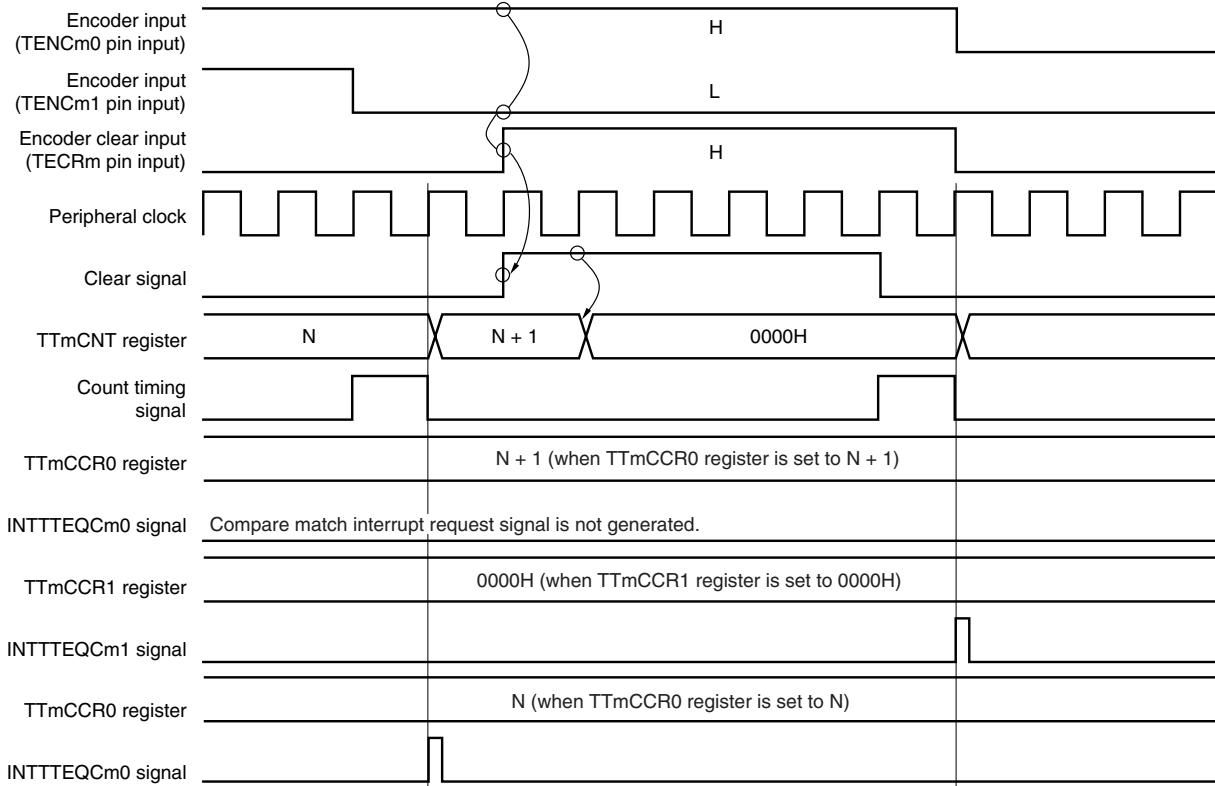 Encoder input
(TENCm0 pin input)
H
Encoder input
(TENCm1 pin input)
L
Encoder clear input
(TECRm pin input)
H
Peripheral clock
Clear signal
TTmCNT register
N
N + 1
0000H
Count timing
signal
TTmCCR0 register
N + 1 (when TTmCCR0 register is set to N + 1)
INTTTEQCm0 signal
Compare match interrupt request signal is not generated.
TTmCCR1 register
0000H (when TTmCCR1 register is set to 0000H)
INTTTEQCm1 signal
TTmCCR0 register
N (when TTmCCR0 register is set to N)
INTTTEQCm0 signal